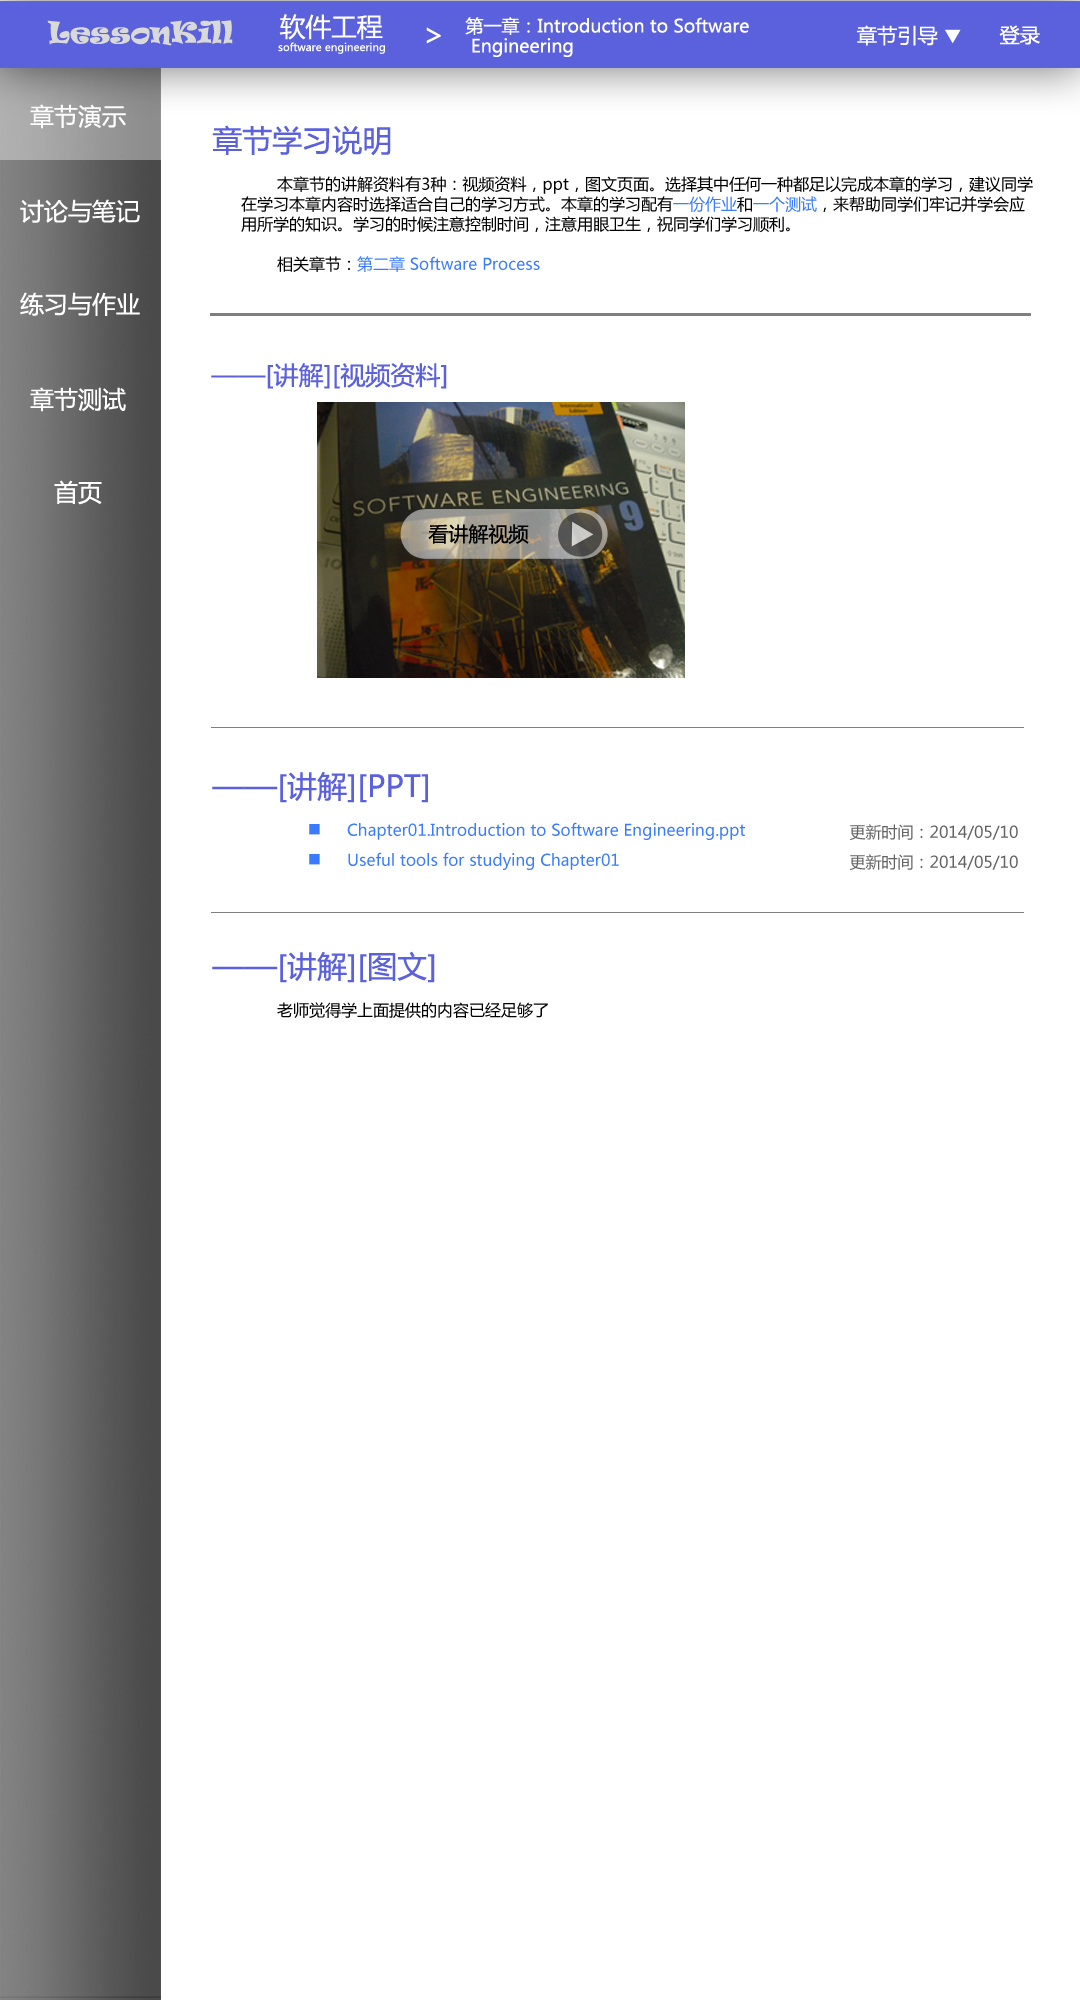 LessonKill
软件工程
software engineering
>
第一章：Introduction to Software
Engineering
章节引导▼
登录
章节演示
讨论与笔记
练习与作业
章节测试
首页
章节学习说明
本章节的讲解资料有3种：视频资料，ppt，图文页面。选择其中任何一种都足以完成本章的学习，建议同学
在学习本章内容时选择适合自己的学习方式。本章的学习配有一份作业和一个测试，来帮助同学们牢记并学会应
用所学的知识。学习的时候注意控制时间，注意用眼卫生，祝同学们学习顺利。
相关章节：第二章 Software Process
——[讲解][视频资料]
International
Edition
SOFTWARE ENGINEERING
9
看讲解视频
——[讲解][PPT]
Chapter01.Introduction to Software Engineering.ppt
更新时间：2014/05/10
Useful tools for studying Chapter01
更新时间：2014/05/10
——[讲解][图文]
老师觉得学上面提供的内容已经足够了